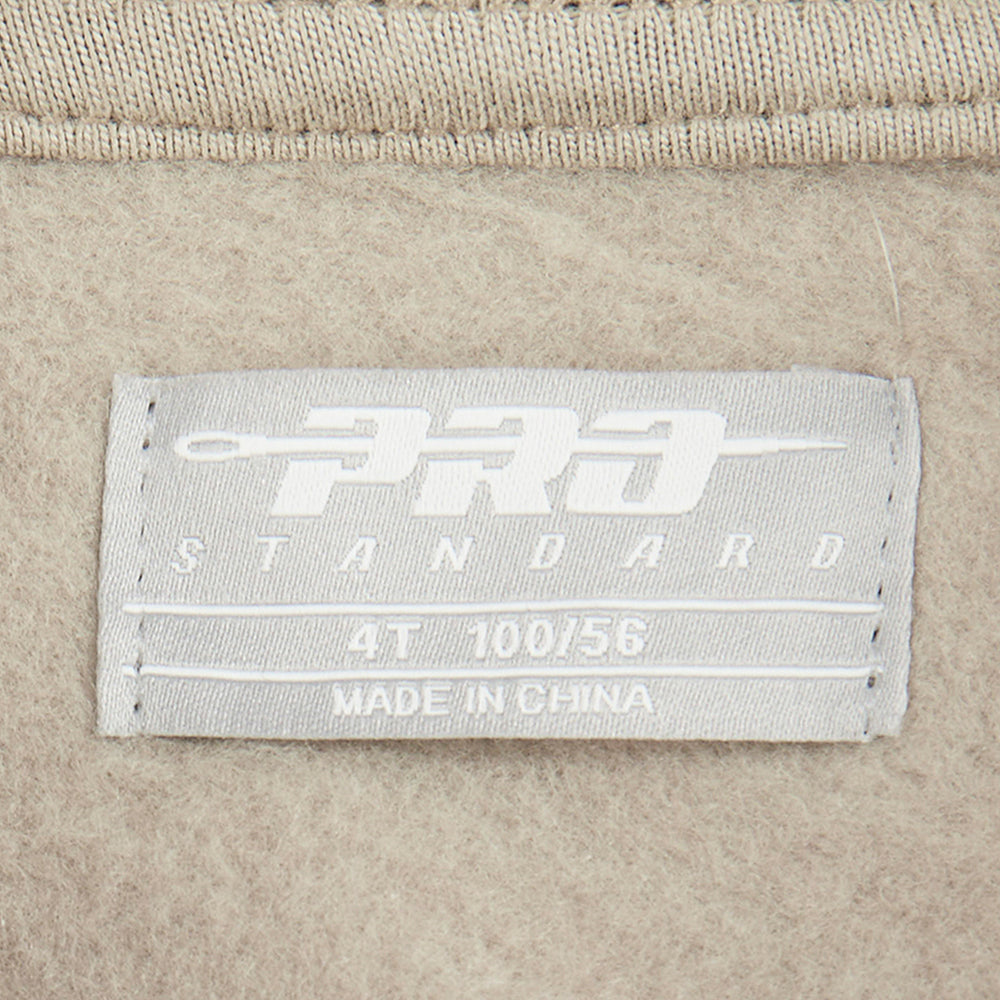 PRO
STANDARD
4T 100/56
MADE IN CHINA